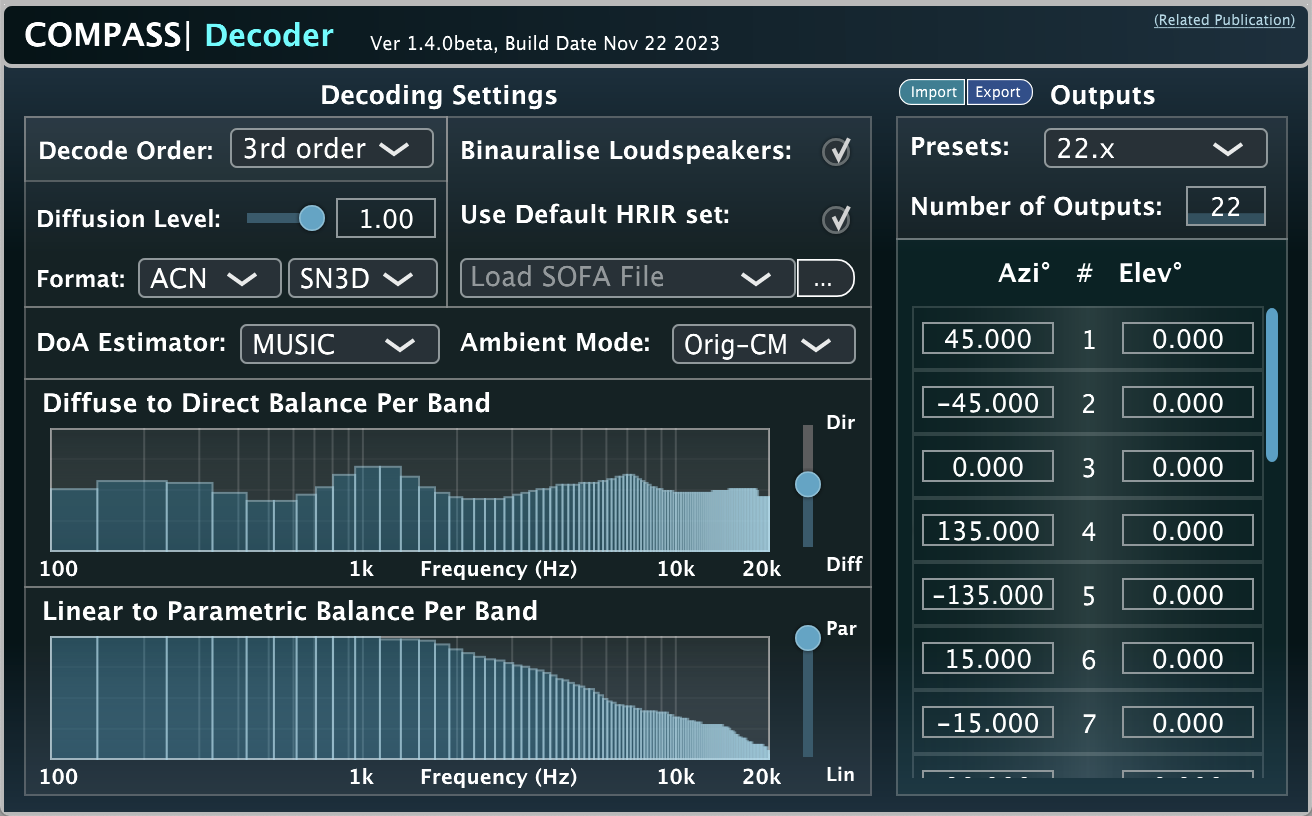 COMPASS| Decoder Ver 1.4.0beta, Build Date Nov 22 2023
(Related Publication)
Decoding Settings
Decode Order: 3rd order
Binauralise Loudspeakers:
Diffusion Level: 1.00
Use Default HRIR set:
Format: ACN SN3D
Load SOFA File ...
DoA Estimator: MUSIC
Ambient Mode: Orig-CM
Diffuse to Direct Balance Per Band
Dir
Diff
100 1k Frequency (Hz) 10k 20k
Linear to Parametric Balance Per Band
Par
Lin
100 1k Frequency (Hz) 10k 20k
Import Export Outputs
Presets: 22.x
Number of Outputs: 22
Azi° # Elev°
45.000 1 0.000
-45.000 2 0.000
0.000 3 0.000
135.000 4 0.000
-135.000 5 0.000
15.000 6 0.000
-15.000 7 0.000